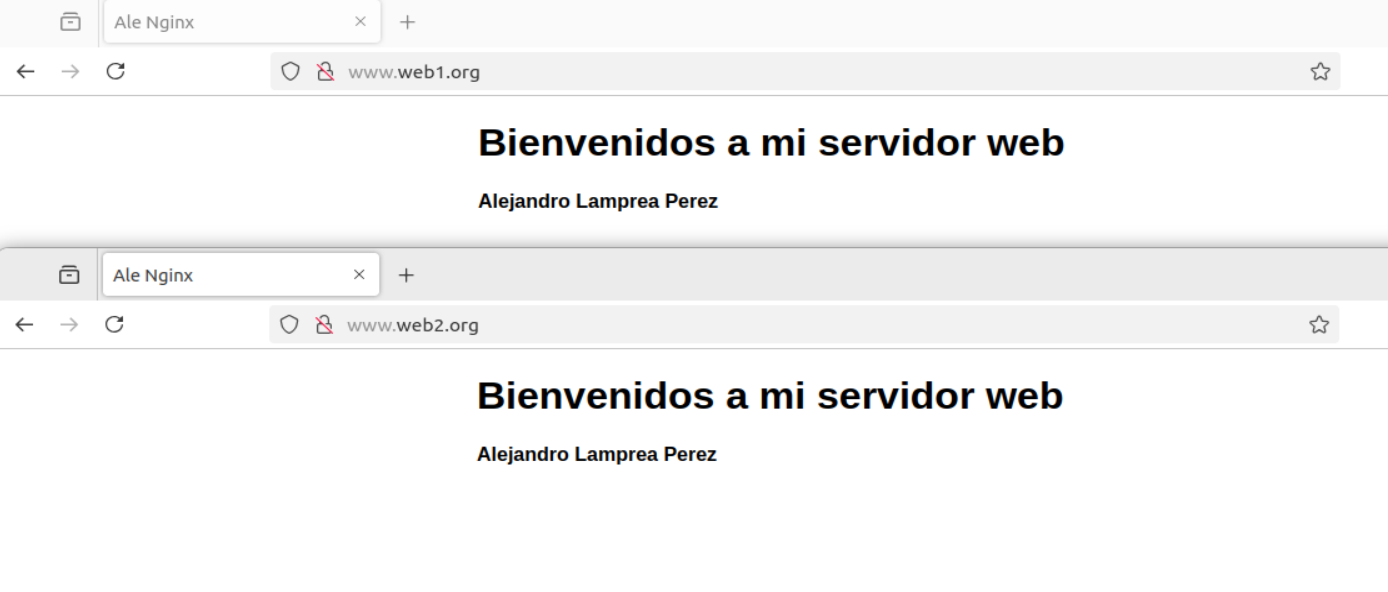 Ale Nginx
www.web1.org
Bienvenidos a mi servidor web
Alejandro Lamprea Perez
Ale Nginx
www.web2.org
Bienvenidos a mi servidor web
Alejandro Lamprea Perez